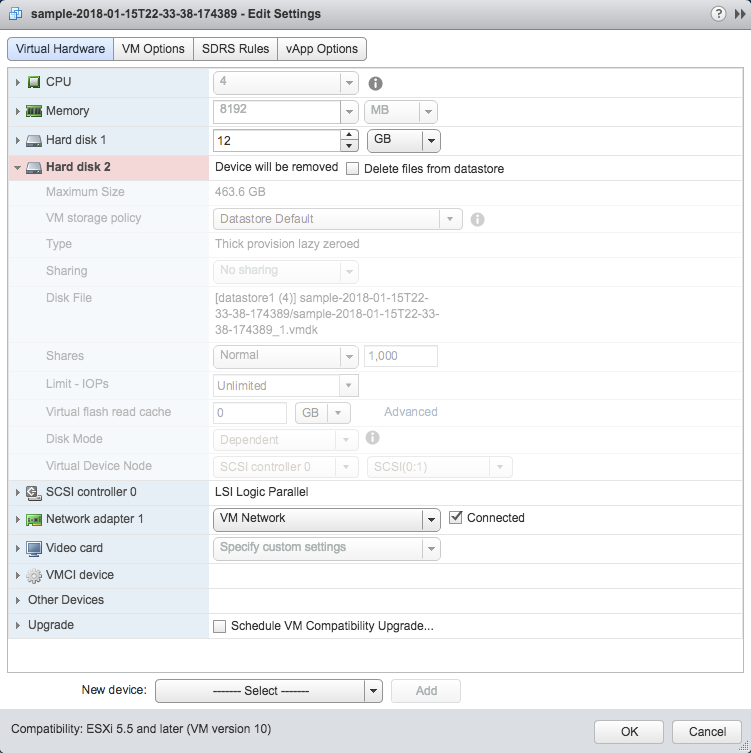 sample-2018-01-15T22-33-38-174389 - Edit Settings ?
Virtual Hardware VM Options SDRS Rules vApp Options
CPU 4
Memory 8192 MB
Hard disk 1 12 GB
Hard disk 2 Device will be removed Delete files from datastore
Maximum Size 463.6 GB
VM storage policy Datastore Default
Type Thick provision lazy zeroed
Sharing No sharing
Disk File [datastore1 (4)] sample-2018-01-15T22-
33-38-174389/sample-2018-01-15T22-33-
38-174389_1.vmdk
Shares Normal 1,000
Limit - IOPs Unlimited
Virtual flash read cache 0 GB Advanced
Disk Mode Dependent
Virtual Device Node SCSI controller 0 SCSI(0:1)
SCSI controller 0 LSI Logic Parallel
Network adapter 1 VM Network Connected
Video card Specify custom settings
VMCI device
Other Devices
Upgrade Schedule VM Compatibility Upgrade...
New device: ------- Select ------- Add
Compatibility: ESXi 5.5 and later (VM version 10) OK Cancel